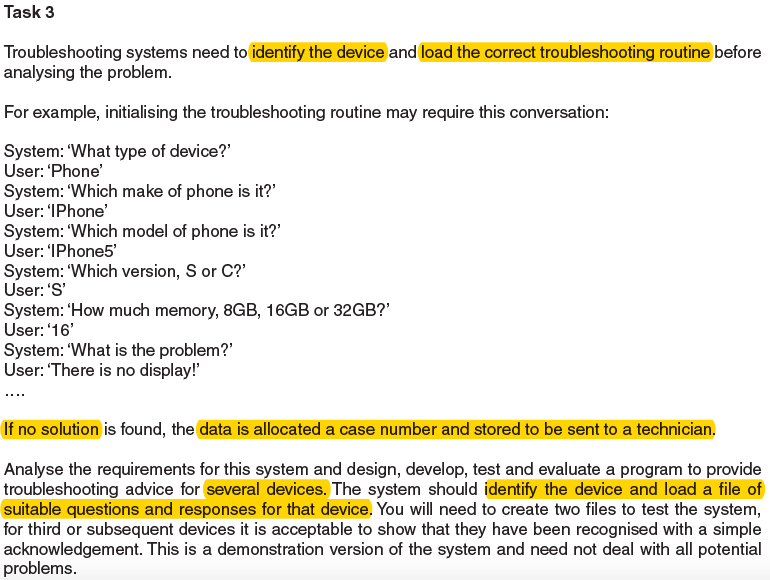 Task 3
Troubleshooting systems need to identify the device and load the correct troubleshooting routine before
analysing the problem.
For example, initialising the troubleshooting routine may require this conversation:
System: ‘What type of device?’
User: ‘Phone’
System: ‘Which make of phone is it?’
User: ‘IPhone’
System: ‘Which model of phone is it?’
User: ‘IPhone5’
System: ‘Which version, S or C?’
User: ‘S’
System: ‘How much memory, 8GB, 16GB or 32GB?’
User: ‘16’
System: ‘What is the problem?’
User: ‘There is no display!’
....
If no solution is found, the data is allocated a case number and stored to be sent to a technician.
Analyse the requirements for this system and design, develop, test and evaluate a program to provide
troubleshooting advice for several devices. The system should identify the device and load a file of
suitable questions and responses for that device. You will need to create two files to test the system,
for third or subsequent devices it is acceptable to show that they have been recognised with a simple
acknowledgement. This is a demonstration version of the system and need not deal with all potential
problems.